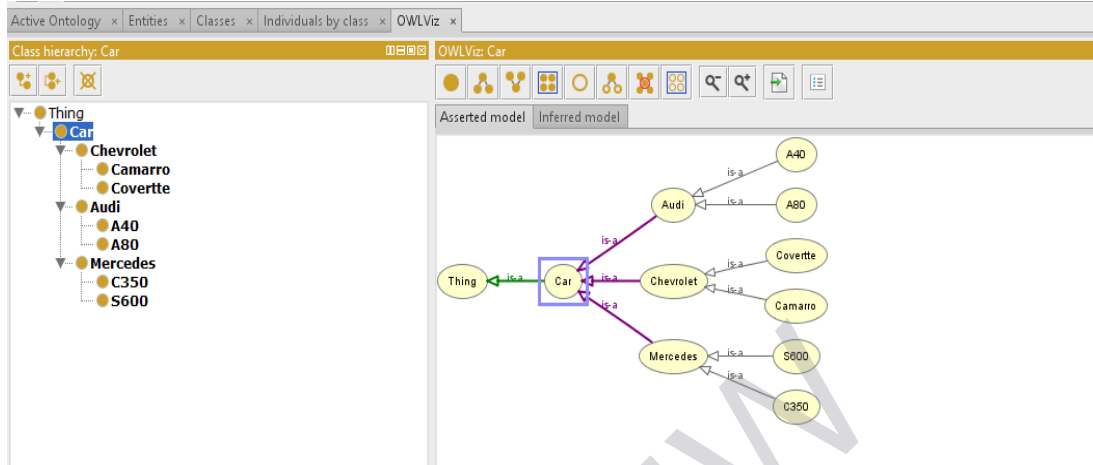 Active Ontology × Entities × Classes × Individuals by class × OWLViz ×
Class hierarchy: Car
OWLViz: Car
Asserted model Inferred model
Thing
Car
Chevrolet
Camarro
Covertte
Audi
A40
A80
Mercedes
C350
S600
A40
is-a
Audi
is-a
A80
is-a
Covertte
is-a
Thing
is-a
Car
is-a
Chevrolet
is-a
Camarro
is-a
Mercedes
is-a
S600
is-a
C350